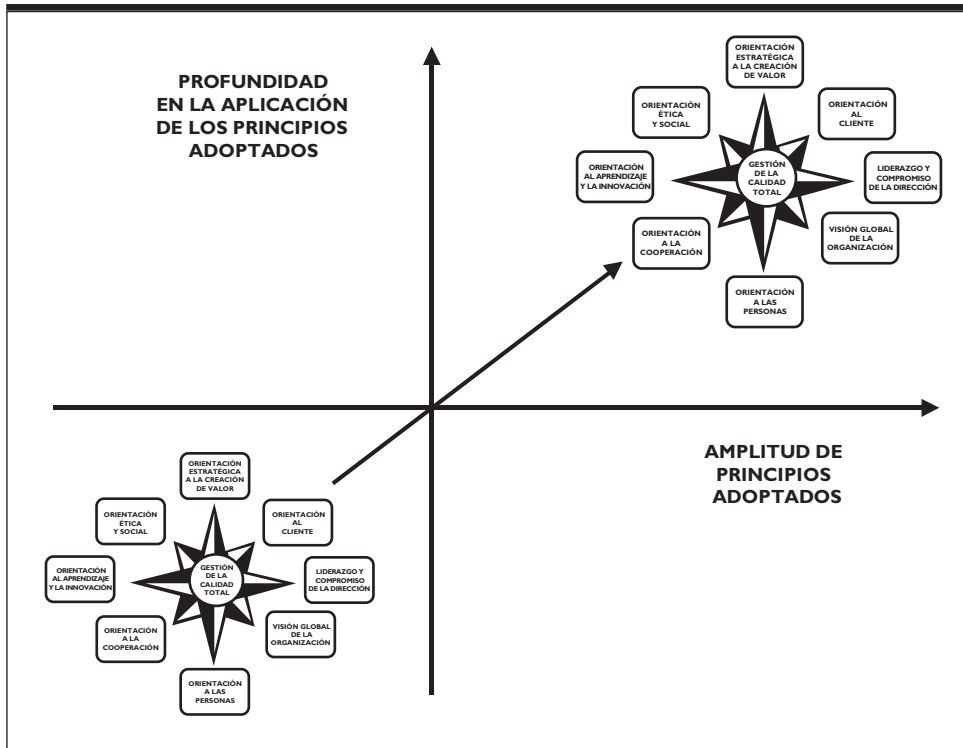 PROFUNDIDAD
EN LA APLICACIÓN
DE LOS PRINCIPIOS
ADOPTADOS
ORIENTACIÓN
ESTRATÉGICA
A LA CREACIÓN
DE VALOR
ORIENTACIÓN
ÉTICA
Y SOCIAL
ORIENTACIÓN
AL
CLIENTE
ORIENTACIÓN
AL APRENDIZAJE
Y LA INNOVACIÓN
GESTIÓN
DE LA
CALIDAD
TOTAL
LIDERAZGO Y
COMPROMISO
DE LA DIRECCIÓN
ORIENTACIÓN
A LA
COOPERACIÓN
VISIÓN GLOBAL
DE LA
ORGANIZACIÓN
ORIENTACIÓN
A LAS
PERSONAS
AMPLITUD DE
PRINCIPIOS
ADOPTADOS
ORIENTACIÓN
ESTRATÉGICA
A LA CREACIÓN
DE VALOR
ORIENTACIÓN
ÉTICA
Y SOCIAL
ORIENTACIÓN
AL
CLIENTE
ORIENTACIÓN
AL APRENDIZAJE
Y LA INNOVACIÓN
GESTIÓN
DE LA
CALIDAD
TOTAL
LIDERAZGO Y
COMPROMISO
DE LA DIRECCIÓN
ORIENTACIÓN
A LA
COOPERACIÓN
VISIÓN GLOBAL
DE LA
ORGANIZACIÓN
ORIENTACIÓN
A LAS
PERSONAS